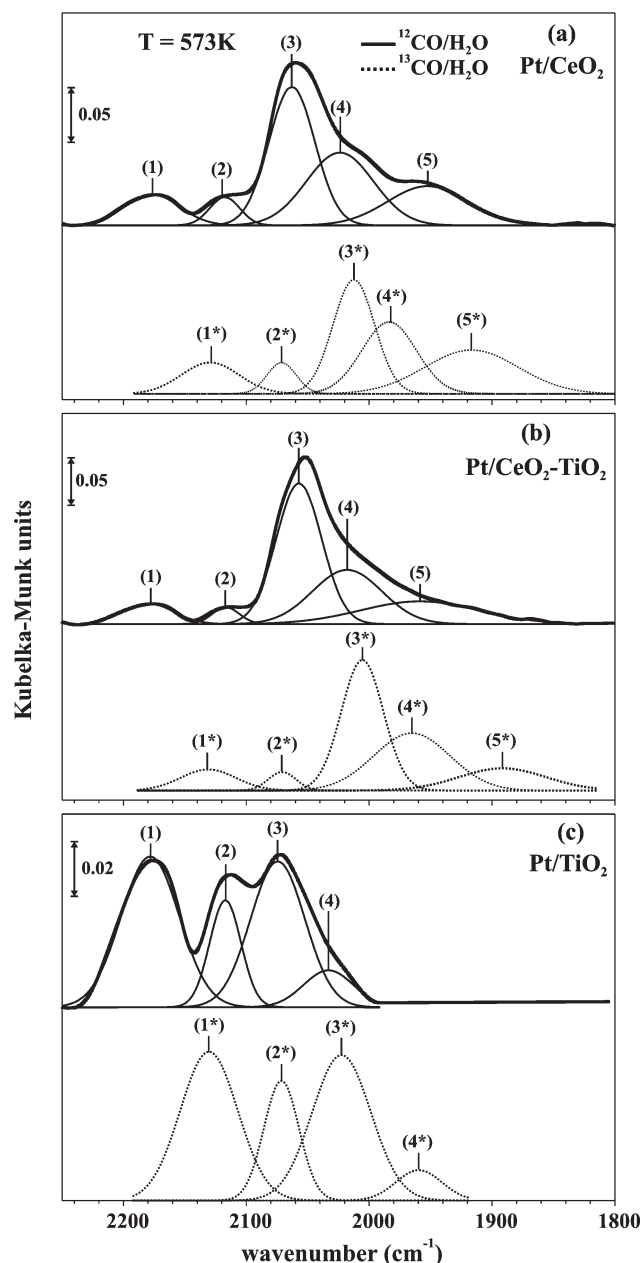 T = 573K
¹²CO/H₂O
¹³CO/H₂O
(a)
Pt/CeO₂
0.05
(1)
(2)
(3)
(4)
(5)
(1*)
(2*)
(3*)
(4*)
(5*)
(b)
Pt/CeO₂-TiO₂
0.05
(1)
(2)
(3)
(4)
(5)
(1*)
(2*)
(3*)
(4*)
(5*)
(c)
Pt/TiO₂
0.02
(1)
(2)
(3)
(4)
(1*)
(2*)
(3*)
(4*)
Kubelka-Munk units
2200 2100 2000 1900 1800
wavenumber (cm⁻¹)